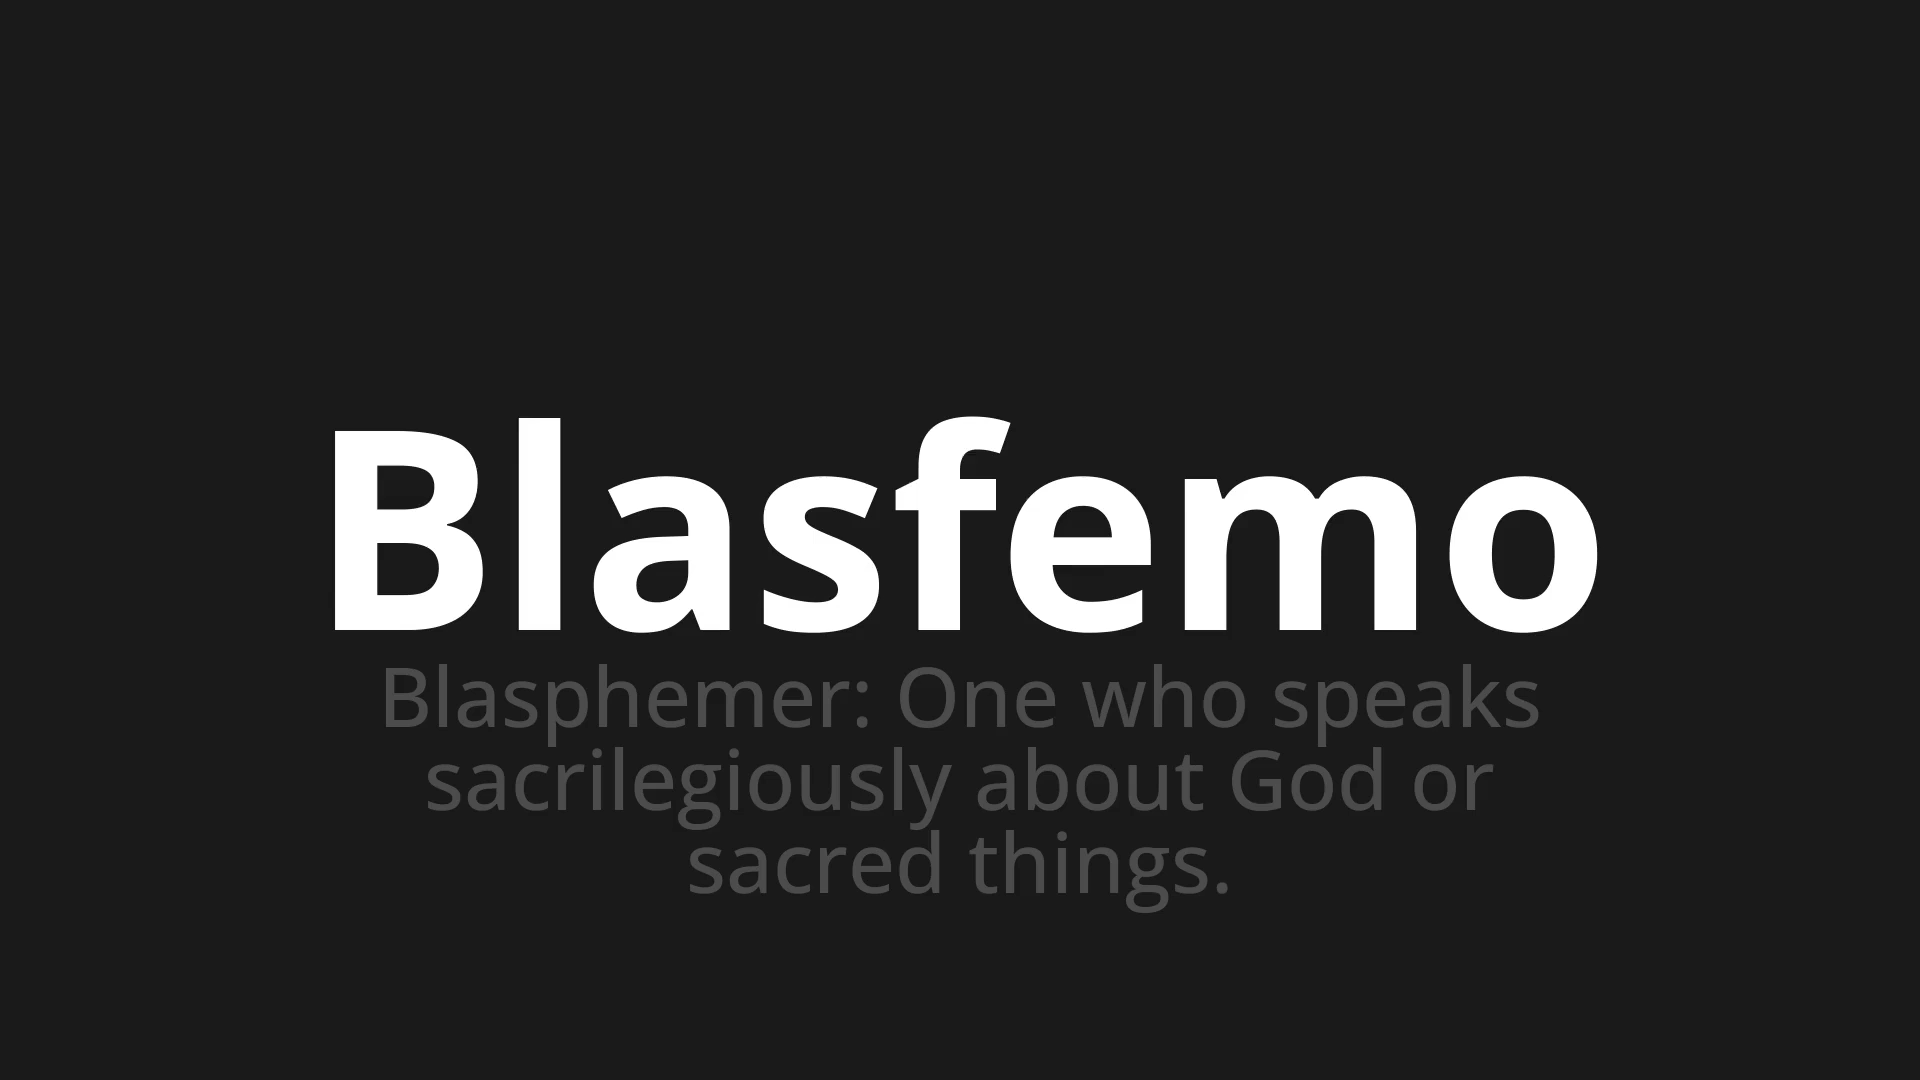 Blasfemo
Blasphemer: One who speaks
sacrilegiously about God or
sacred things.